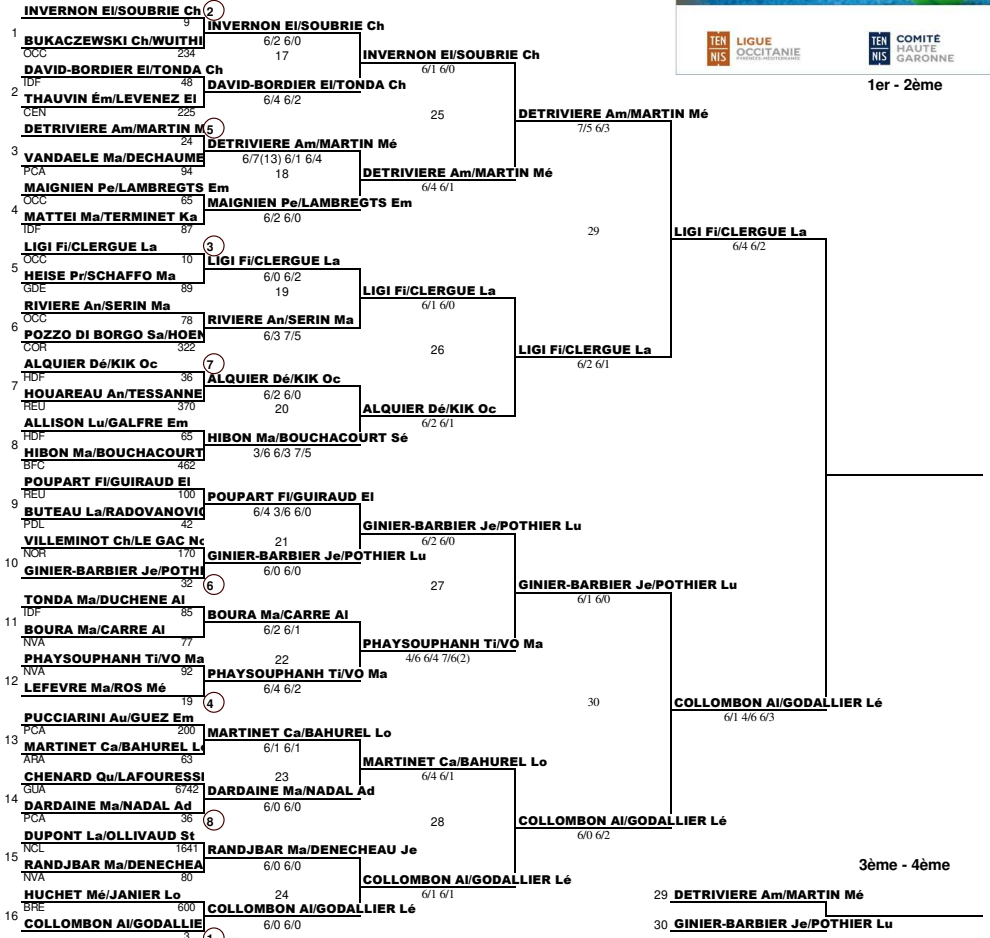 INVERNON El/SOUBRIE Ch 2
9 INVERNON El/SOUBRIE Ch
1 BUKACZEWSKI Ch/WUITHI 6/2 6/0
OCC 234 17 INVERNON El/SOUBRIE Ch
DAVID-BORDIER El/TONDA Ch 6/1 6/0
IDF 48 DAVID-BORDIER El/TONDA Ch
2 THAUVIN Ém/LEVENEZ El 6/4 6/2
CEN 225 25 DETRIVIERE Am/MARTIN Mé
DETRIVIERE Am/MARTIN M 5 7/5 6/3
24 DETRIVIERE Am/MARTIN Mé
3 VANDAELE Ma/DECHAUME 6/7(13) 6/1 6/4
PCA 94 18 DETRIVIERE Am/MARTIN Mé
MAIGNIEN Pe/LAMBREGTS Em 6/4 6/1
OCC 65 MAIGNIEN Pe/LAMBREGTS Em
4 MATTEI Ma/TERMINET Ka 6/2 6/0
IDF 87 29 LIGI Fi/CLERGUE La
LIGI Fi/CLERGUE La 3 6/4 6/2
OCC 10 LIGI Fi/CLERGUE La
5 HEISE Pr/SCHAFFO Ma 6/0 6/2
GDE 89 19 LIGI Fi/CLERGUE La
RIVIERE An/SERIN Ma 6/1 6/0
OCC 78 RIVIERE An/SERIN Ma
6 POZZO DI BORGO Sa/HOEN 6/3 7/5
COR 322 26 LIGI Fi/CLERGUE La
ALQUIER Dé/KIK Oc 7 6/2 6/1
HDF 36 ALQUIER Dé/KIK Oc
7 HOUAREAU An/TESSANNE 6/2 6/0
REU 370 20 ALQUIER Dé/KIK Oc
ALLISON Lu/GALFRE Em 6/2 6/1
HDF 65 HIBON Ma/BOUCHACOURT Sé
8 HIBON Ma/BOUCHACOURT 3/6 6/3 7/5
BFC 462
POUPART Fl/GUIRAUD El
REU 100 POUPART Fl/GUIRAUD El
9 BUTEAU La/RADOVANOVIC 6/4 3/6 6/0
PDL 42 21 GINIER-BARBIER Je/POTHIER Lu
VILLEMINOT Ch/LE GAC No 6/2 6/0
NOR 170 GINIER-BARBIER Je/POTHIER Lu
10 GINIER-BARBIER Je/POTHI 6/0 6/0
32 6 27 GINIER-BARBIER Je/POTHIER Lu
TONDA Ma/DUCHENE Al 6/1 6/0
IDF 85 BOURA Ma/CARRE Al
11 BOURA Ma/CARRE Al 6/2 6/1
NVA 77 22 PHAYSOUPHANH Ti/VO Ma
PHAYSOUPHANH Ti/VO Ma 4/6 6/4 7/6(2)
NVA 92 PHAYSOUPHANH Ti/VO Ma
12 LEFEVRE Ma/ROS Mé 6/4 6/2
19 4 30 COLLOMBON Al/GODALLIER Lé
PUCCIARINI Au/GUEZ Em 6/1 4/6 6/3
PCA 200 MARTINET Ca/BAHUREL Lo
13 MARTINET Ca/BAHUREL Lo 6/1 6/1
ARA 63 23 MARTINET Ca/BAHUREL Lo
CHENARD Qu/LAFOURESSI 6/4 6/1
GUA 6742 DARDAINE Ma/NADAL Ad
14 DARDAINE Ma/NADAL Ad 6/0 6/0
PCA 36 8 28 COLLOMBON Al/GODALLIER Lé
DUPONT La/OLLIVAUD St 6/0 6/2
NCL 1641 RANDJBAR Ma/DENECHEAU Je
15 RANDJBAR Ma/DENECHEA 6/0 6/0
NVA 80 24 COLLOMBON Al/GODALLIER Lé
HUCHET Mé/JANIER Lo 6/1 6/1
BRE 600 COLLOMBON Al/GODALLIER Lé
16 COLLOMBON Al/GODALLIE 6/0 6/0
3 1
TEN NIS LIGUE OCCITANIE PYRÉNÉES-MÉDITERRANÉE
TEN NIS COMITÉ HAUTE GARONNE
1er - 2ème
3ème - 4ème
29 DETRIVIERE Am/MARTIN Mé
30 GINIER-BARBIER Je/POTHIER Lu